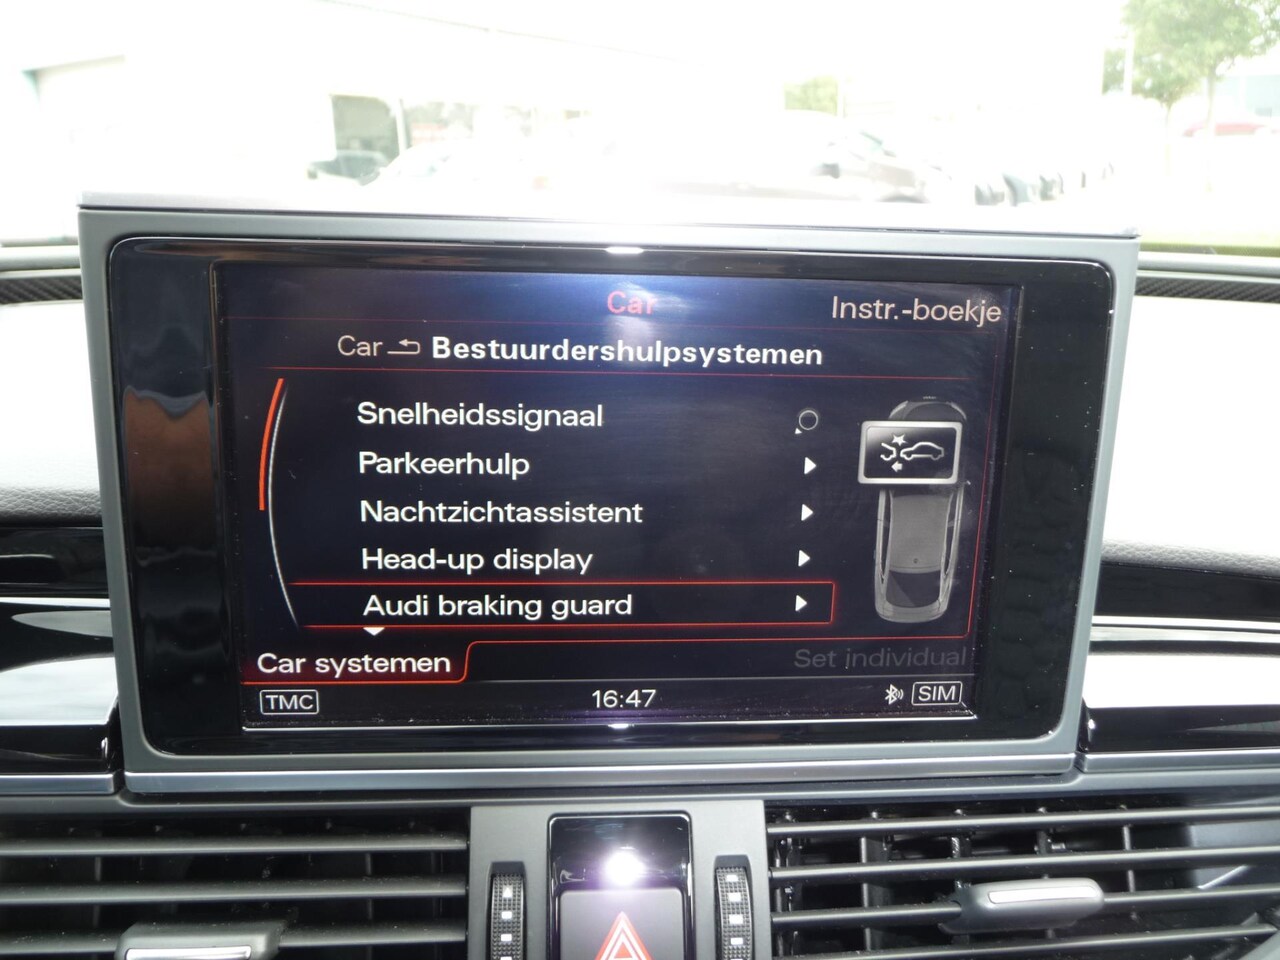 Car
Instr.-boekje
Car Bestuurdershulpsystemen
Snelheidssignaal
Parkeerhulp
Nachtzichtassistent
Head-up display
Audi braking guard
Car systemen
Set individual
TMC
16:47
SIM